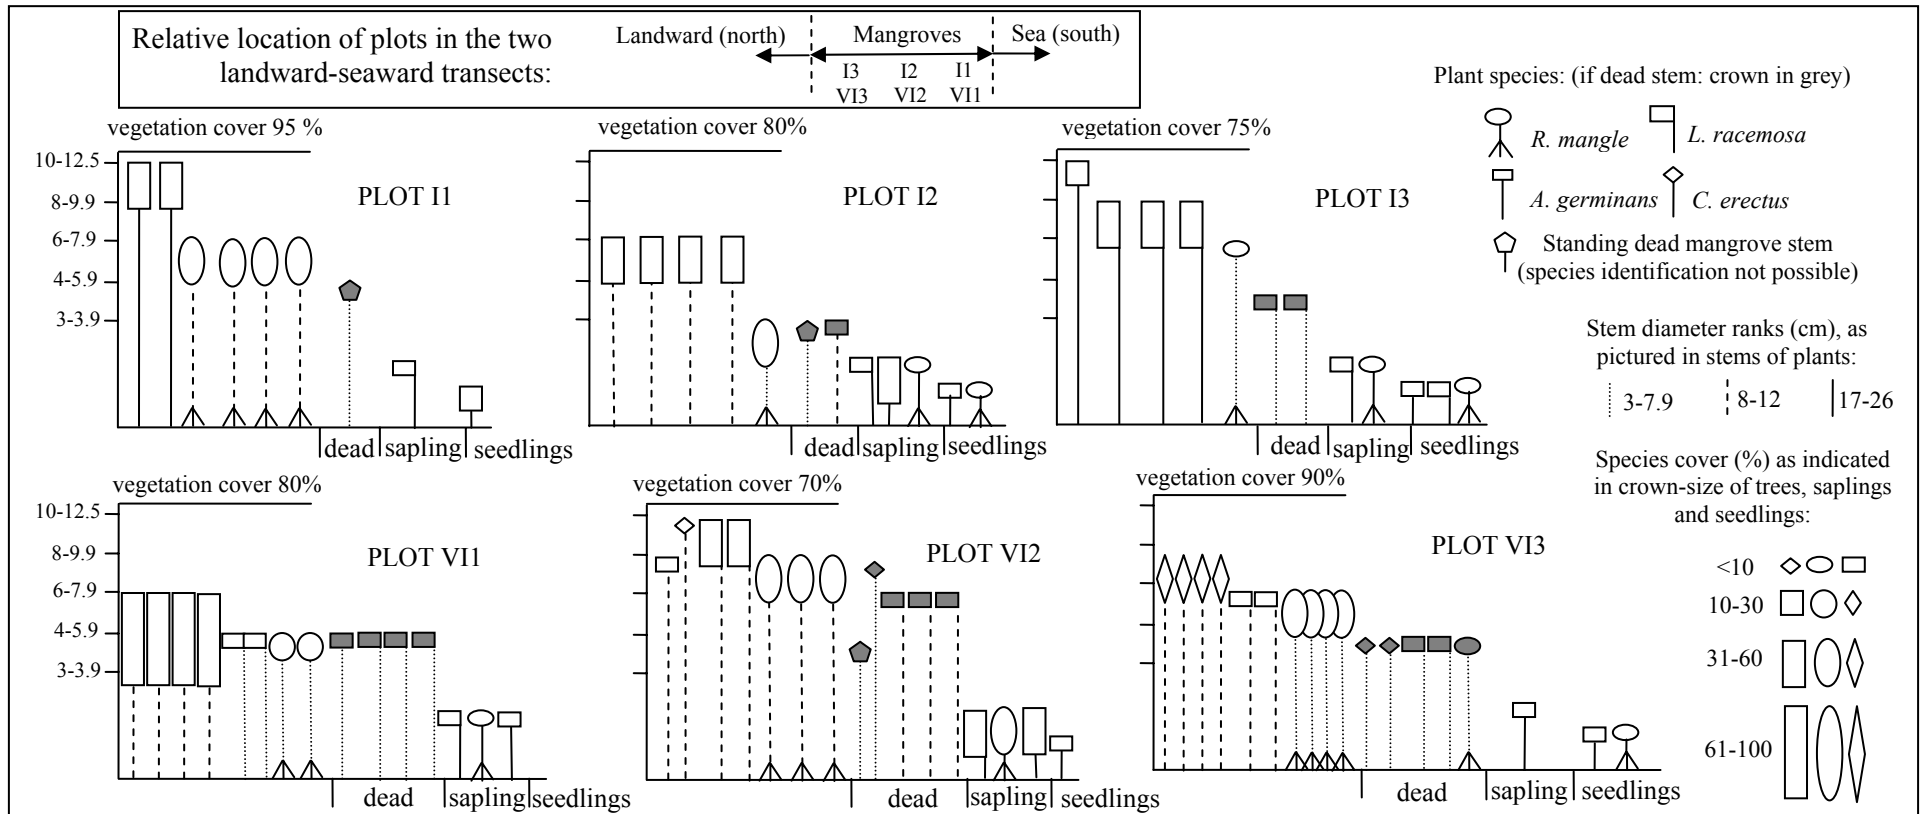 Relative location of plots in the two
landward-seaward transects:
Landward (north) Mangroves Sea (south)
I3 I2 I1
VI3 VI2 VI1
Plant species: (if dead stem: crown in grey)
R. mangle L. racemosa
A. germinans C. erectus
Standing dead mangrove stem
(species identification not possible)
Stem diameter ranks (cm), as
pictured in stems of plants:
3-7.9 8-12 17-26
Species cover (%) as indicated
in crown-size of trees, saplings
and seedlings:
<10
10-30
31-60
61-100
vegetation cover 95 %
10-12.5
8-9.9
6-7.9
4-5.9
3-3.9
PLOT I1
dead sapling seedlings
vegetation cover 80%
PLOT I2
dead sapling seedlings
vegetation cover 75%
PLOT I3
dead sapling seedlings
vegetation cover 80%
10-12.5
8-9.9
6-7.9
4-5.9
3-3.9
PLOT VI1
dead sapling seedlings
vegetation cover 70%
PLOT VI2
dead sapling seedlings
vegetation cover 90%
PLOT VI3
dead sapling seedlings